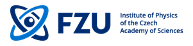 FZU
Institute of Physics
of the Czech
Academy of Sciences